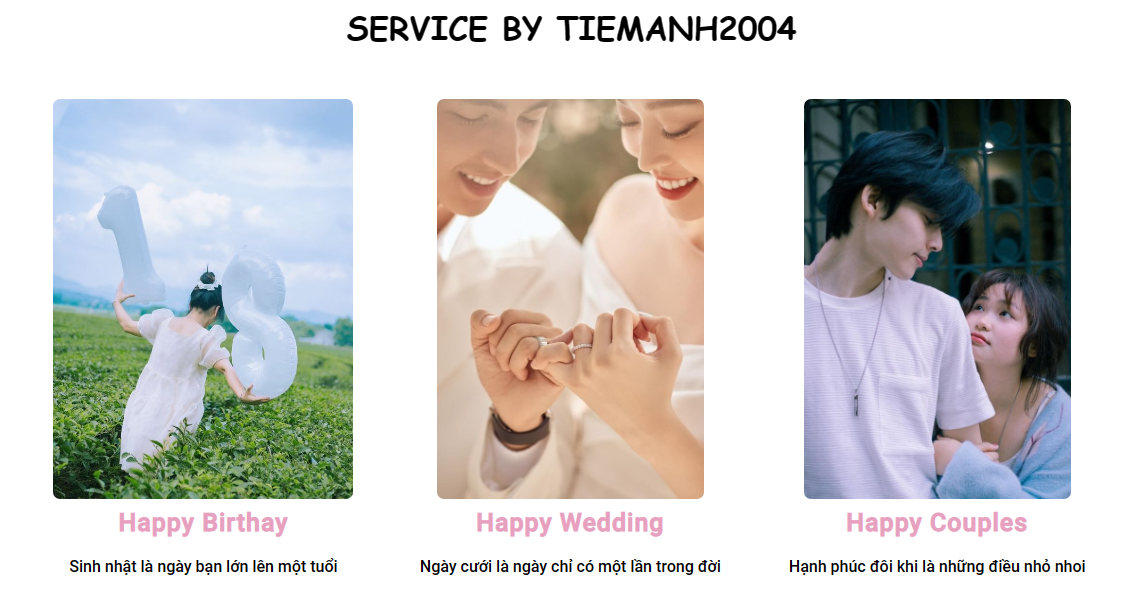 SERVICE BY TIEMANH2004
18
Happy Birthay
Happy Wedding
Happy Couples
Sinh nhật là ngày bạn lớn lên một tuổi
Ngày cưới là ngày chỉ có một lần trong đời
Hạnh phúc đôi khi là những điều nhỏ nhoi